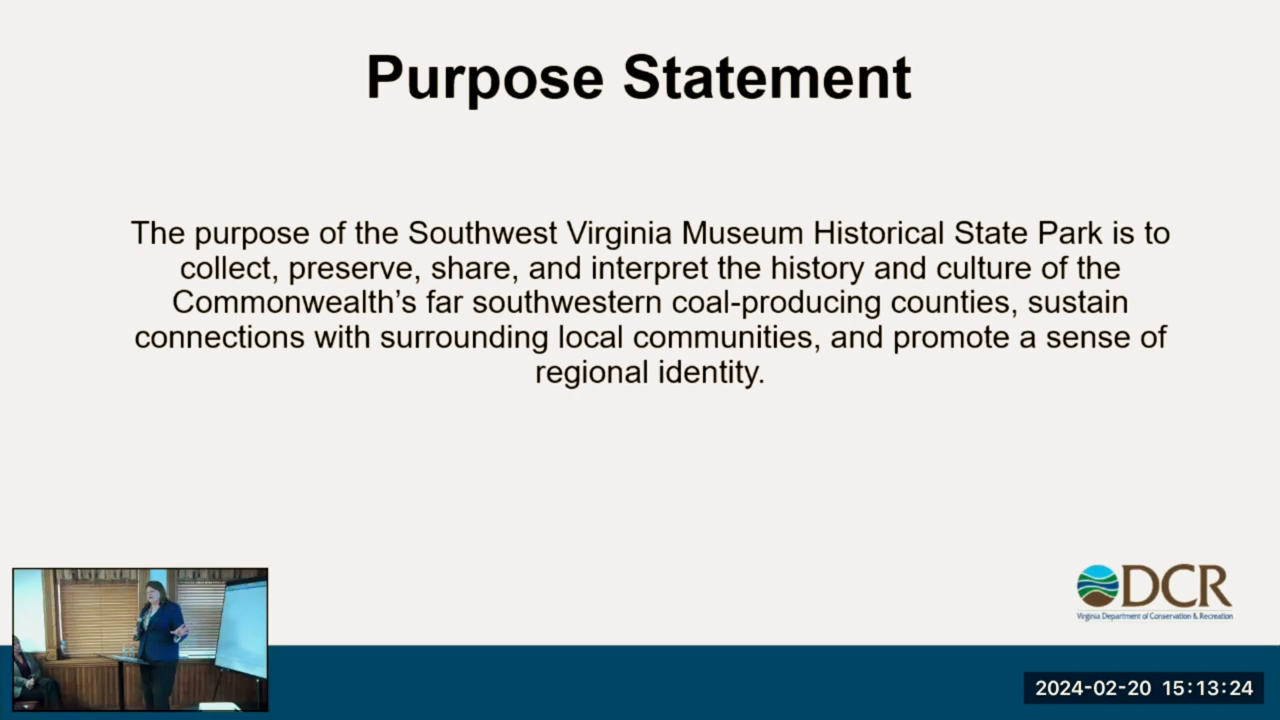 Purpose Statement
The purpose of the Southwest Virginia Museum Historical State Park is to
collect, preserve, share, and interpret the history and culture of the
Commonwealth’s far southwestern coal-producing counties, sustain
connections with surrounding local communities, and promote a sense of
regional identity.
DCR
Virginia Department of Conservation & Recreation
2024-02-20 15:13:24